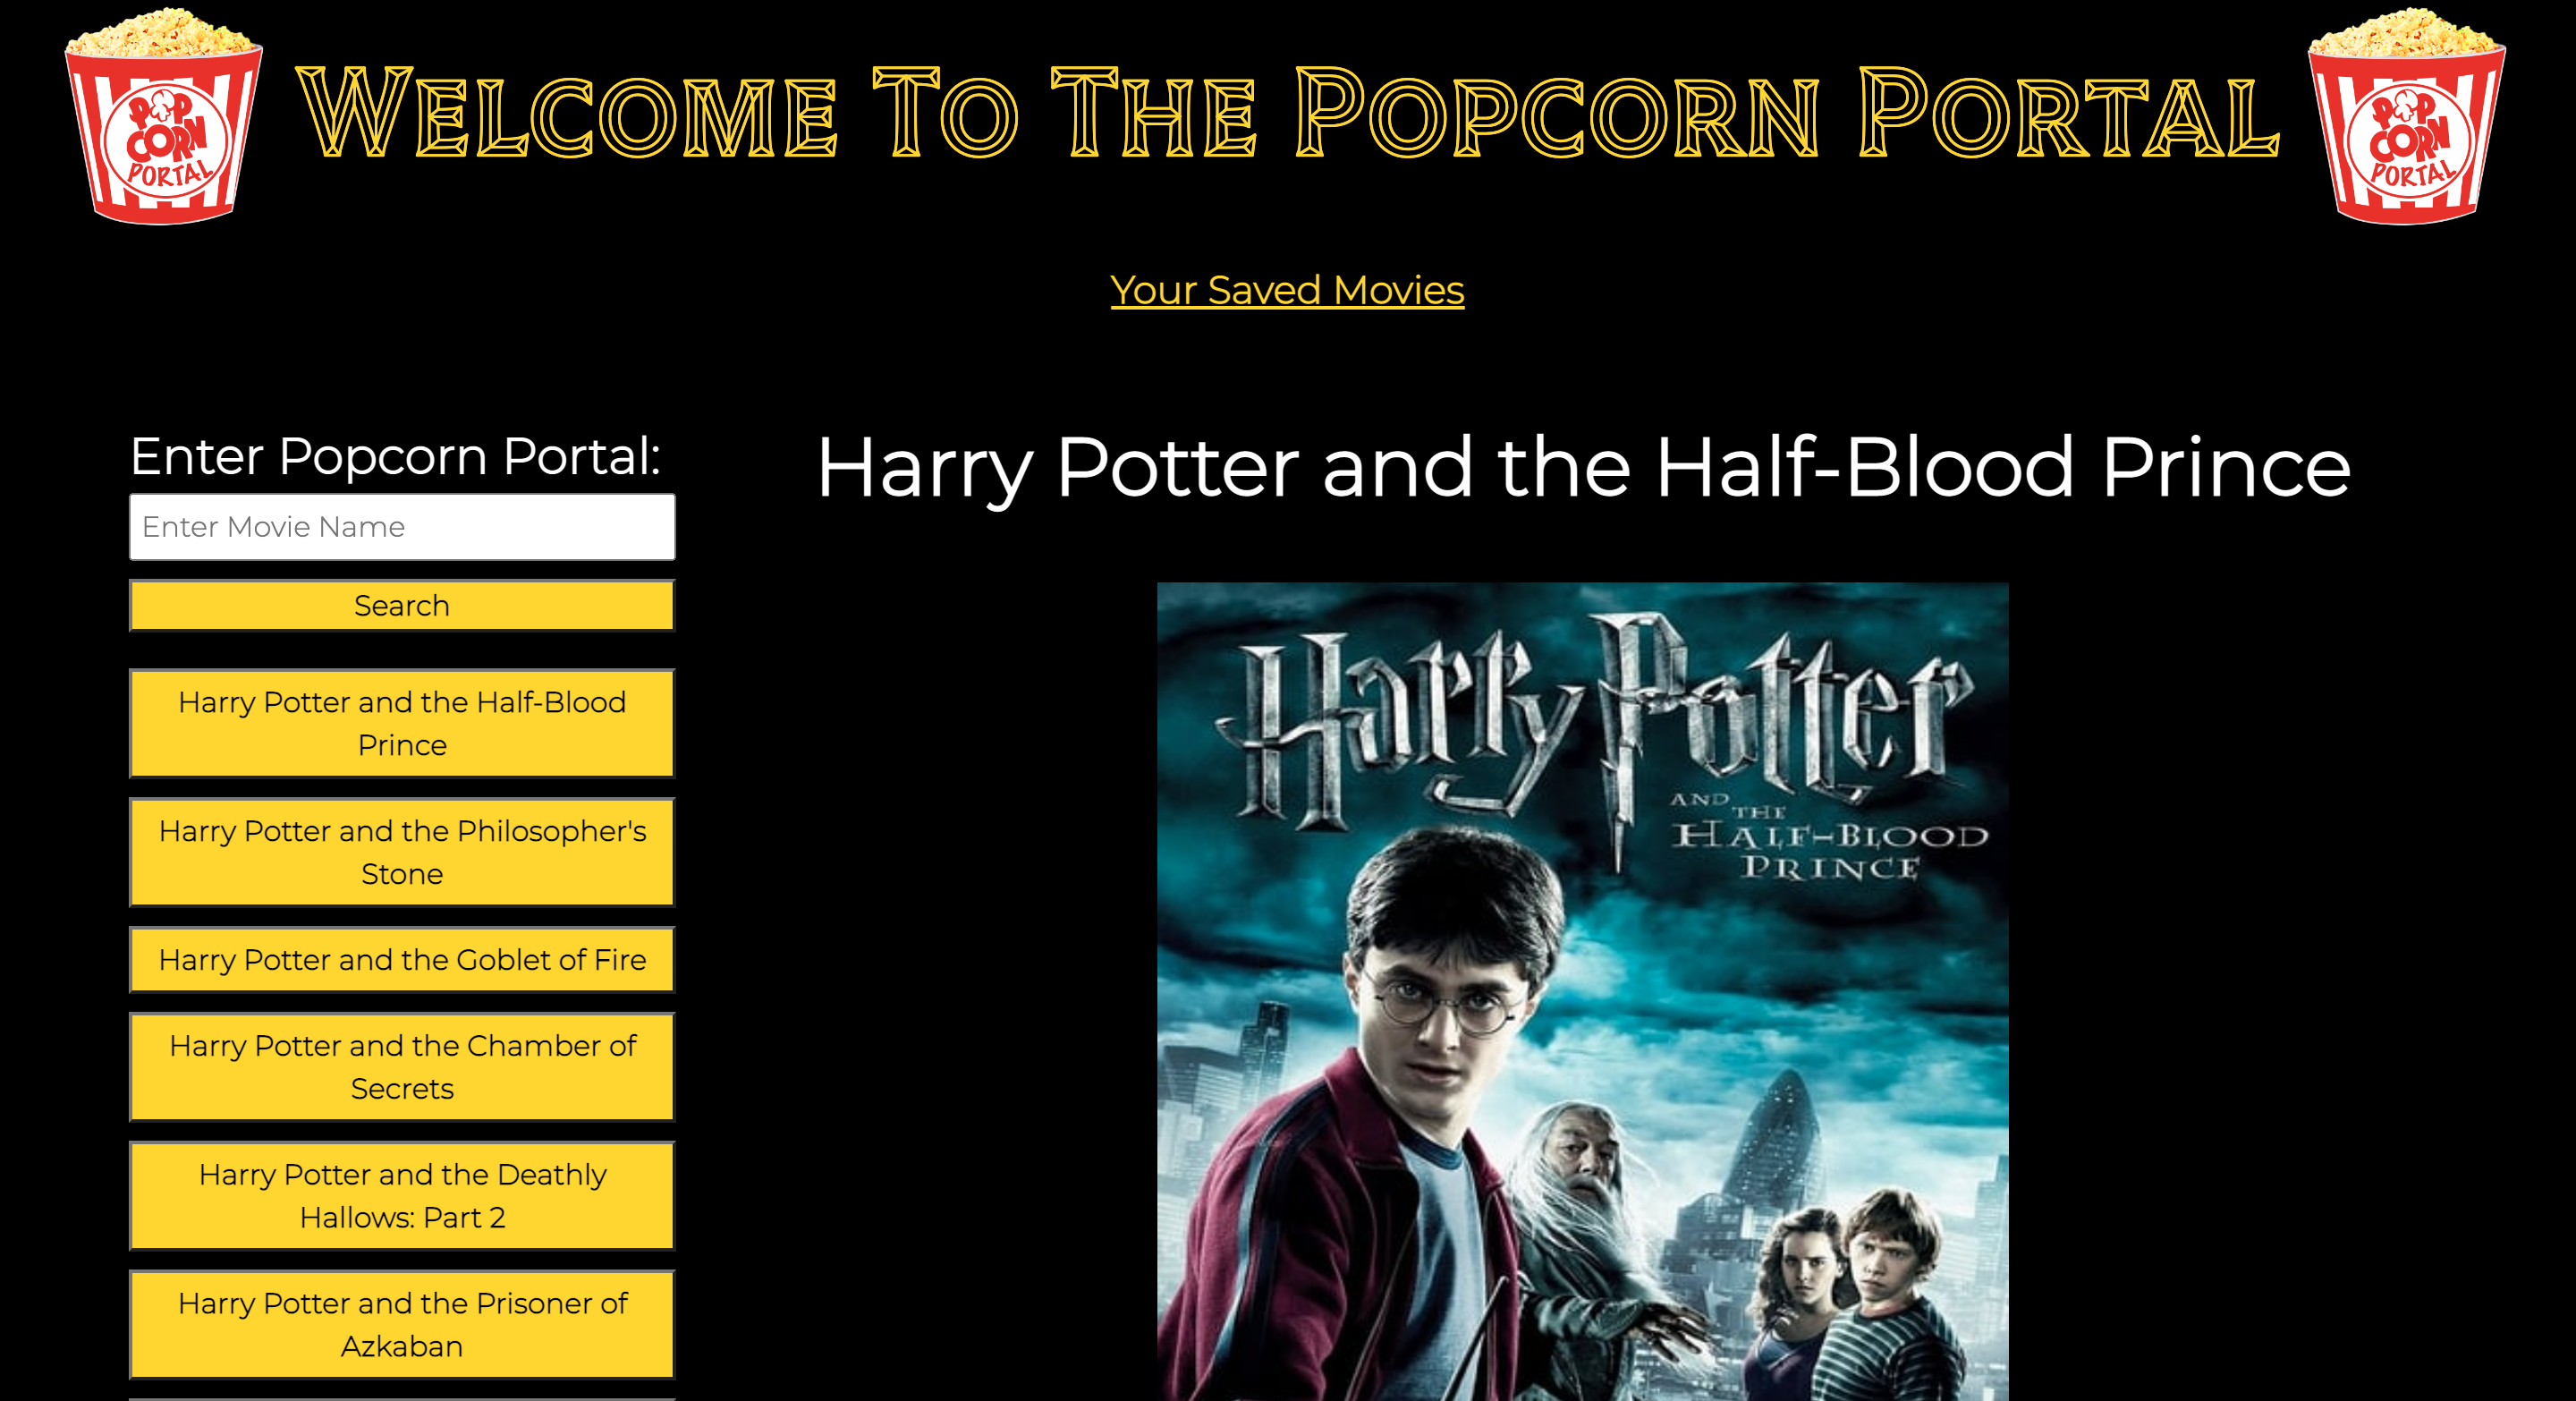 POP
CORN
PORTAL
Welcome To The Popcorn Portal
POP
CORN
PORTAL
Your Saved Movies
Enter Popcorn Portal:
Enter Movie Name
Search
Harry Potter and the Half-Blood
Prince
Harry Potter and the Philosopher's
Stone
Harry Potter and the Goblet of Fire
Harry Potter and the Chamber of
Secrets
Harry Potter and the Deathly
Hallows: Part 2
Harry Potter and the Prisoner of
Azkaban
Harry Potter and the Half-Blood Prince
Harry Potter
AND
THE
HALF-BLOOD
PRINCE